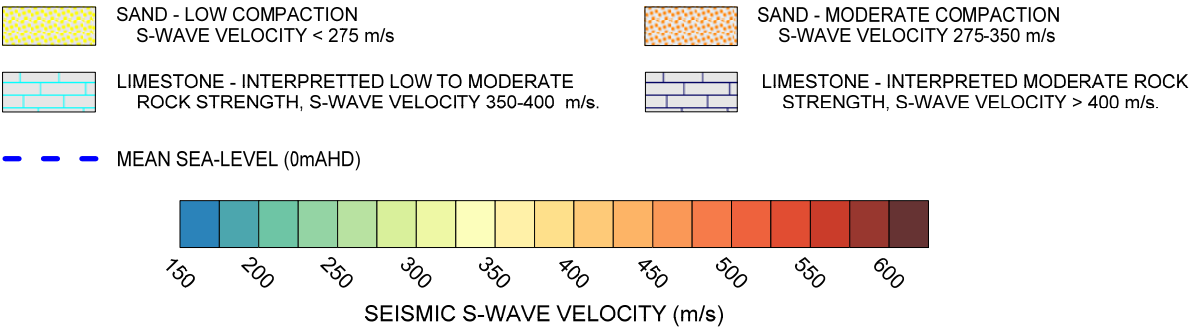 SAND - LOW COMPACTION
S-WAVE VELOCITY < 275 m/s
SAND - MODERATE COMPACTION
S-WAVE VELOCITY 275-350 m/s
LIMESTONE - INTERPRETTED LOW TO MODERATE
ROCK STRENGTH, S-WAVE VELOCITY 350-400 m/s.
LIMESTONE - INTERPRETED MODERATE ROCK
STRENGTH, S-WAVE VELOCITY > 400 m/s.
MEAN SEA-LEVEL (0mAHD)
150 200 250 300 350 400 450 500 550 600
SEISMIC S-WAVE VELOCITY (m/s)